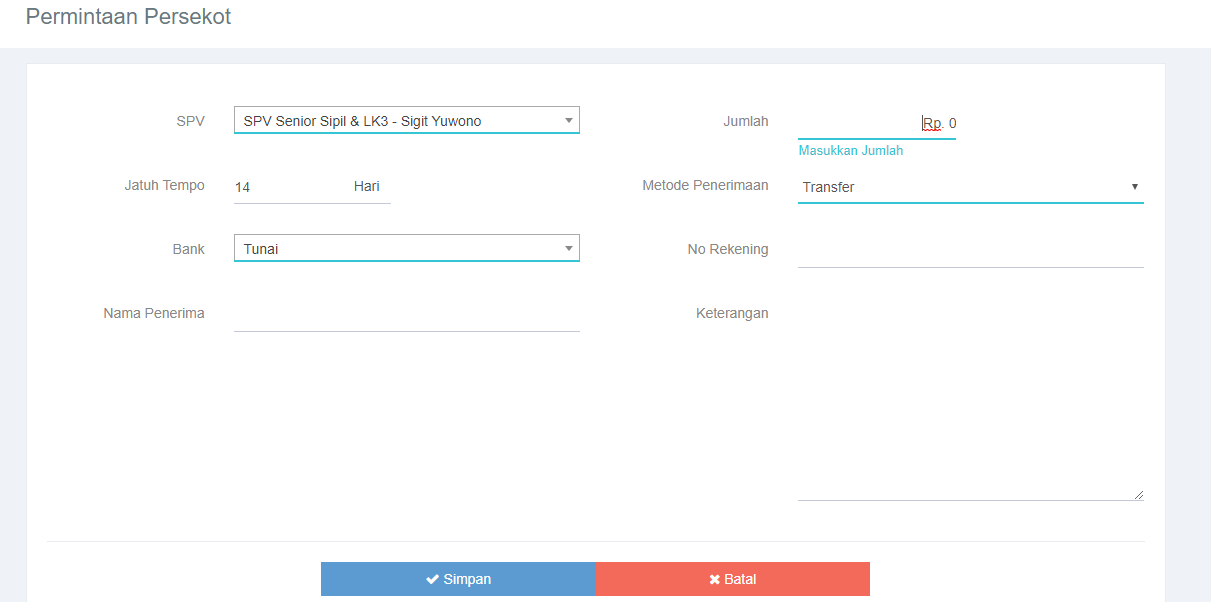 Permintaan Persekot
SPV
SPV Senior Sipil & LK3 - Sigit Yuwono
Jumlah
Rp. 0
Masukkan Jumlah
Jatuh Tempo
14
Hari
Metode Penerimaan
Transfer
Bank
Tunai
No Rekening
Nama Penerima
Keterangan
Simpan
Batal